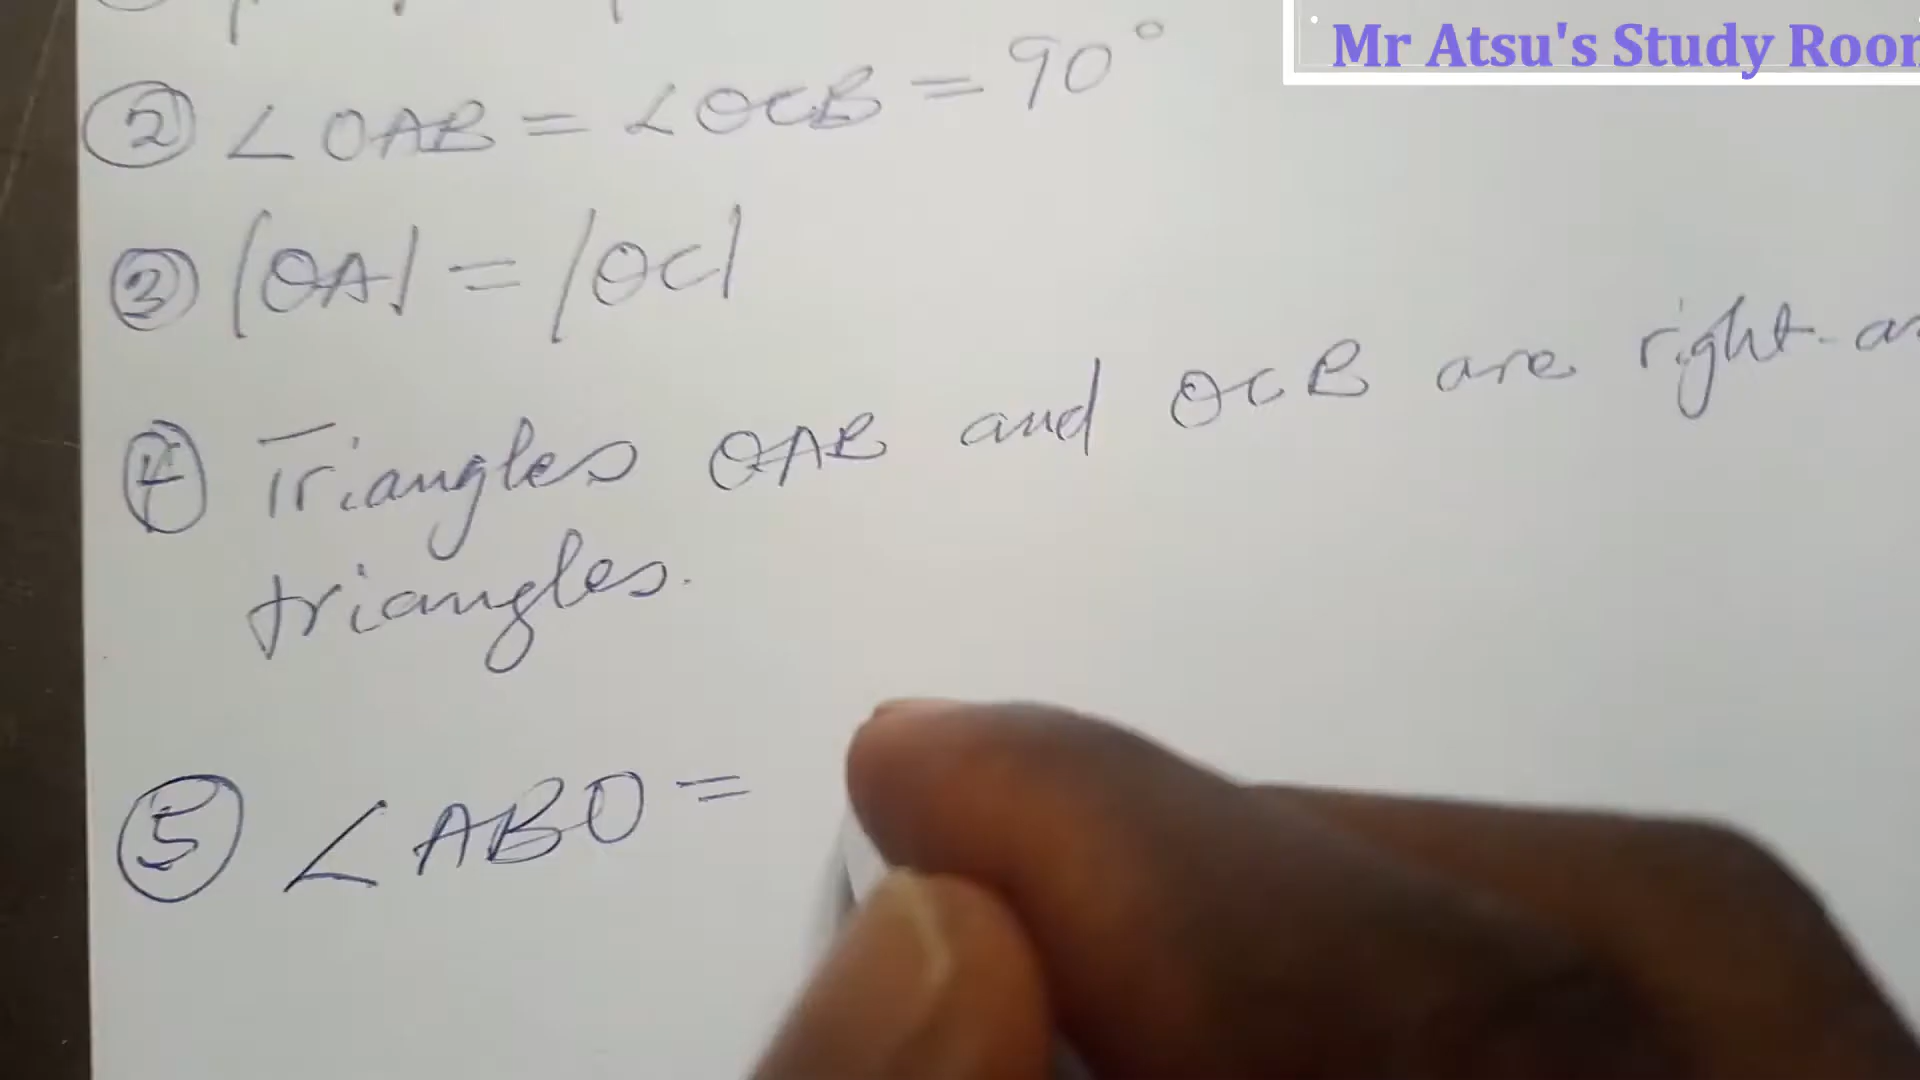 Mr Atsu's Study Room
② ∠OAB = ∠OCB = 90°
③ |OA| = |OC|
④ Triangles OAB and OCB are right-
triangles.
⑤ ∠ABO =